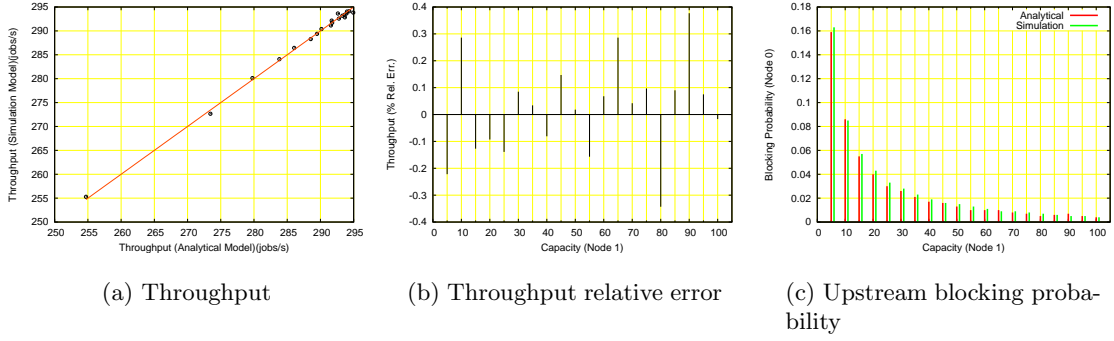 Throughput (Simulation Model)(jobs/s)
295
290
285
280
275
270
265
260
255
250
250 255 260 265 270 275 280 285 290 295
Throughput (Analytical Model)(jobs/s)
(a) Throughput
Throughput (% Rel. Err.)
0.4
0.3
0.2
0.1
0
-0.1
-0.2
-0.3
-0.4
0 10 20 30 40 50 60 70 80 90 100
Capacity (Node 1)
(b) Throughput relative error
Blocking Probability (Node 0)
Analytical
Simulation
0.18
0.16
0.14
0.12
0.1
0.08
0.06
0.04
0.02
0
0 10 20 30 40 50 60 70 80 90 100
Capacity (Node 1)
(c) Upstream blocking proba-
bility